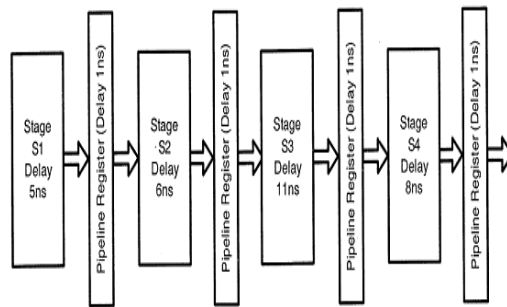 Stage
S1
Delay
5ns
Pipeline Register (Delay 1ns)
Stage
S2
Delay
6ns
Pipeline Register (Delay 1ns)
Stage
S3
Delay
11ns
Pipeline Register (Delay 1ns)
Stage
S4
Delay
8ns
Pipeline Register (Delay 1ns)